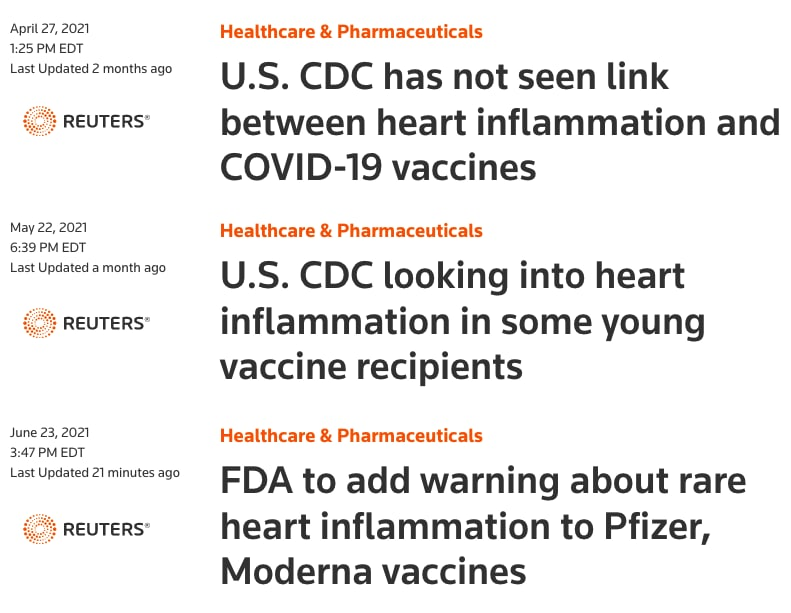 April 27, 2021
1:25 PM EDT
Last Updated 2 months ago
REUTERS®
Healthcare & Pharmaceuticals
U.S. CDC has not seen link
between heart inflammation and
COVID-19 vaccines
May 22, 2021
6:39 PM EDT
Last Updated a month ago
REUTERS®
Healthcare & Pharmaceuticals
U.S. CDC looking into heart
inflammation in some young
vaccine recipients
June 23, 2021
3:47 PM EDT
Last Updated 21 minutes ago
REUTERS®
Healthcare & Pharmaceuticals
FDA to add warning about rare
heart inflammation to Pfizer,
Moderna vaccines